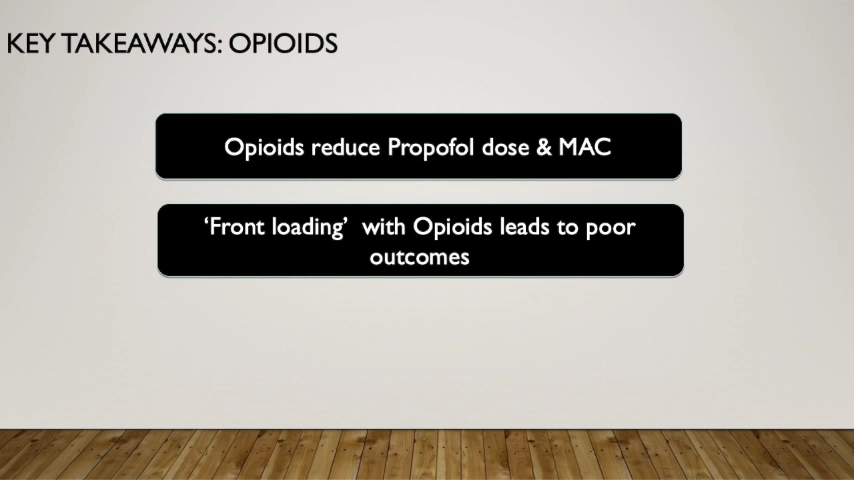 KEY TAKEAWAYS: OPIOIDS
Opioids reduce Propofol dose & MAC
‘Front loading’  with Opioids leads to poor
outcomes